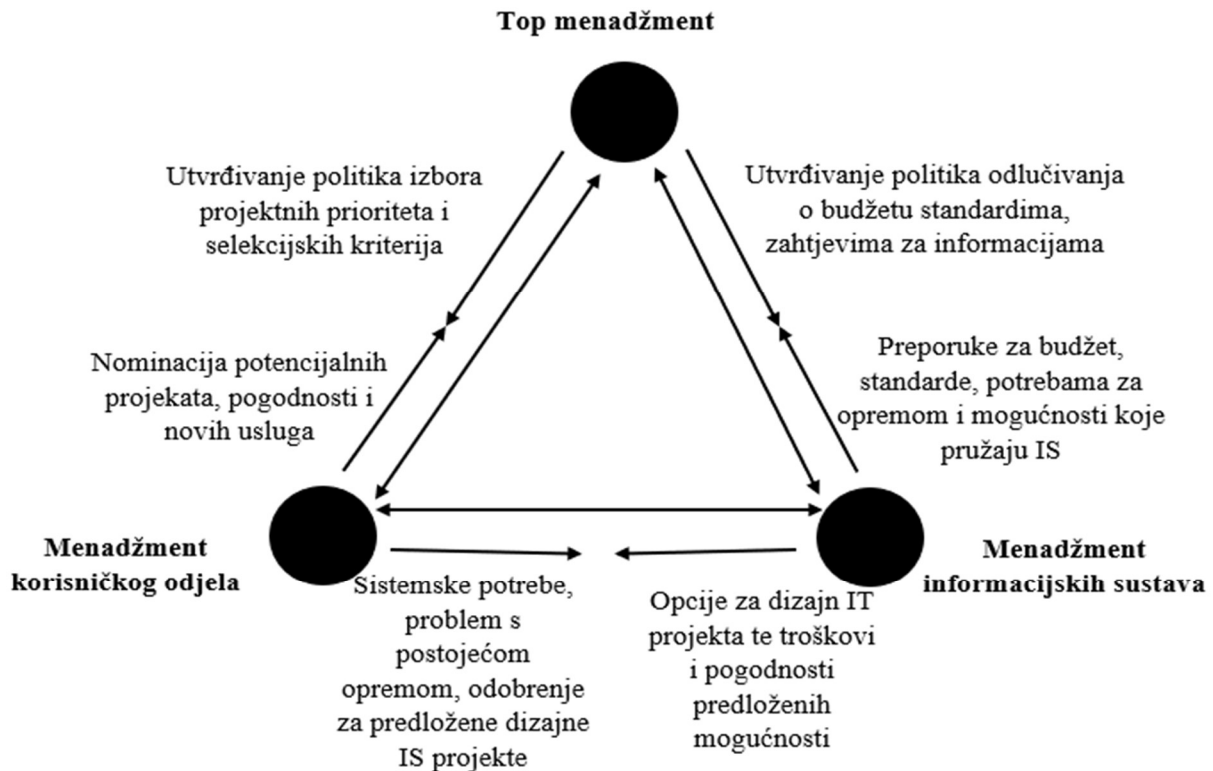 Top menadžment
Utvrđivanje politika izbora
projektnih prioriteta i
selekcijskih kriterija
Utvrđivanje politika odlučivanja
o budžetu standardima,
zahtjevima za informacijama
Nominacija potencijalnih
projekata, pogodnosti i
novih usluga
Preporuke za budžet,
standarde, potrebama za
opremom i mogućnosti koje
pružaju IS
Menadžment
korisničkog odjela
Menadžment
informacijskih sustava
Sistemske potrebe,
problem s
postojećom
opremom, odobrenje
za predložene dizajne
IS projekte
Opcije za dizajn IT
projekta te troškovi
i pogodnosti
predloženih
mogućnosti